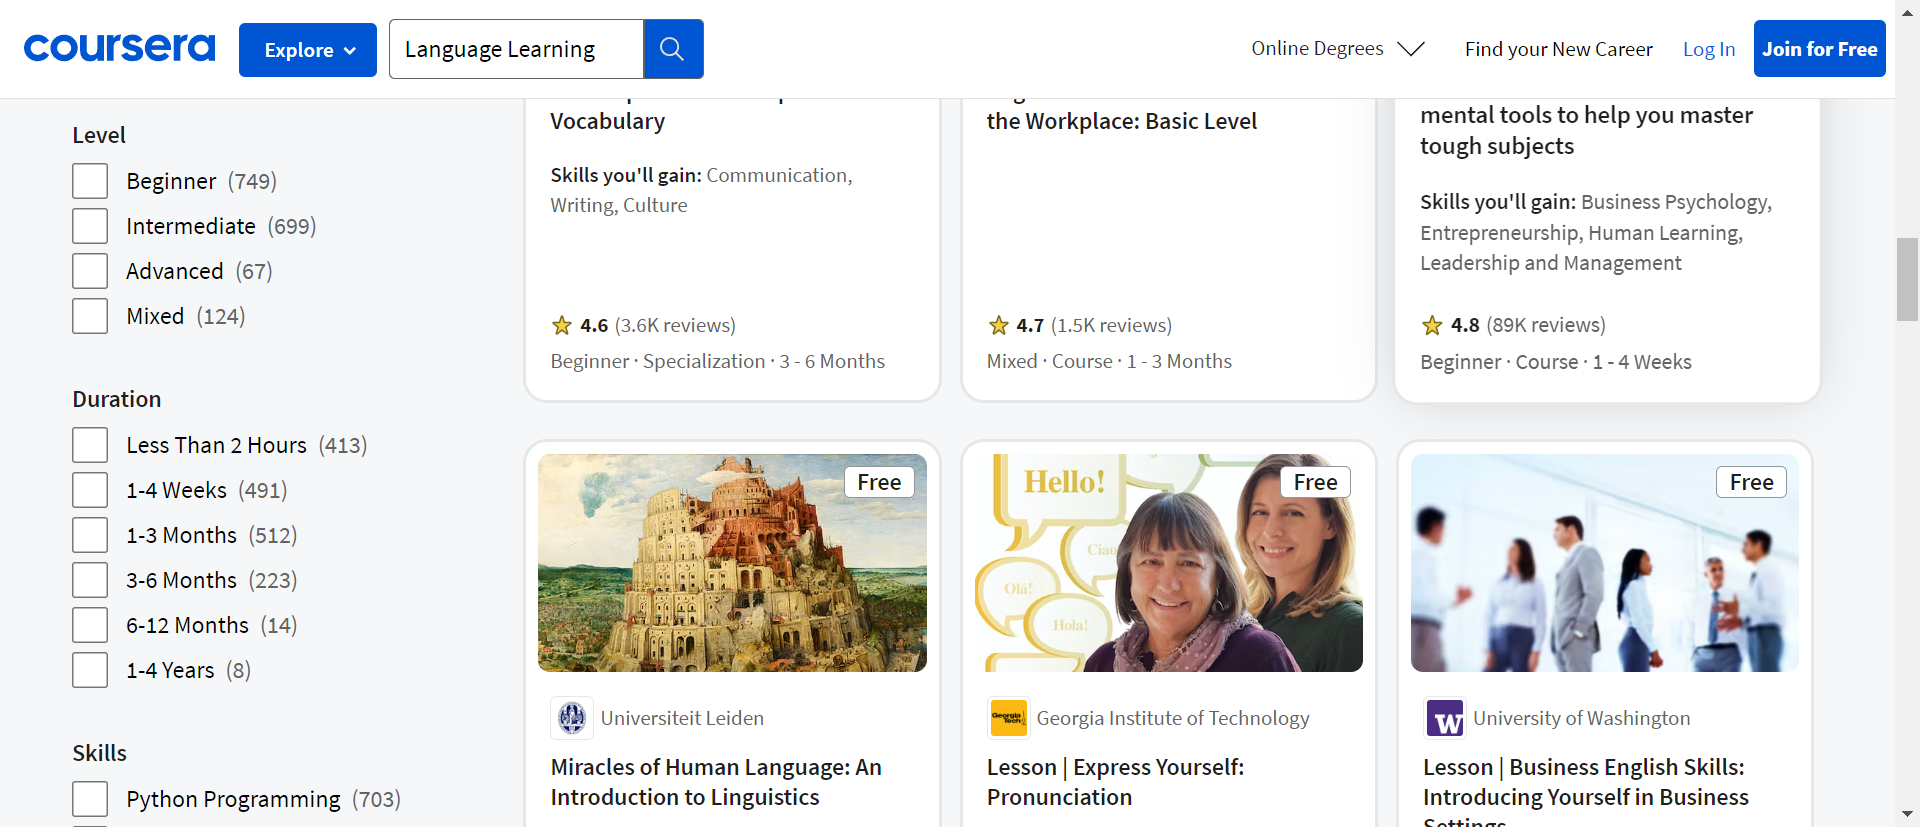 coursera
Explore
Language Learning
Online Degrees
Find your New Career
Log In
Join for Free
Level
Beginner (749)
Intermediate (699)
Advanced (67)
Mixed (124)
Duration
Less Than 2 Hours (413)
1-4 Weeks (491)
1-3 Months (512)
3-6 Months (223)
6-12 Months (14)
1-4 Years (8)
Skills
Python Programming (703)
Vocabulary
Skills you'll gain: Communication,
Writing, Culture
4.6 (3.6K reviews)
Beginner · Specialization · 3 - 6 Months
the Workplace: Basic Level
4.7 (1.5K reviews)
Mixed · Course · 1 - 3 Months
mental tools to help you master
tough subjects
Skills you'll gain: Business Psychology,
Entrepreneurship, Human Learning,
Leadership and Management
4.8 (89K reviews)
Beginner · Course · 1 - 4 Weeks
Free
Universiteit Leiden
Miracles of Human Language: An
Introduction to Linguistics
Hello!
Free
Ciao
Olá!
Hola!
Georgia Tech
Georgia Institute of Technology
Lesson | Express Yourself:
Pronunciation
Free
W
University of Washington
Lesson | Business English Skills:
Introducing Yourself in Business
Settings